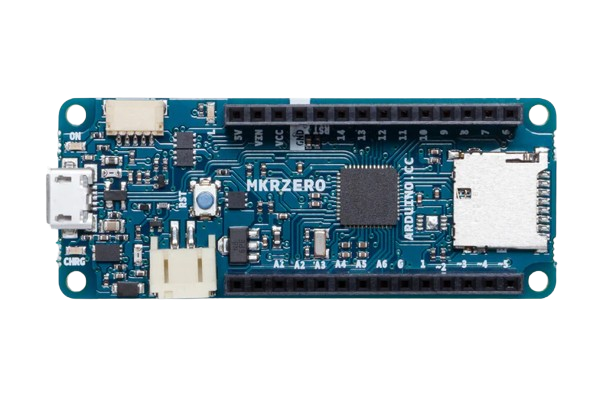 ON
L
5V VIN VCC GND RST 14 13 12 11 10 9 8 7
RST
MKRZERO
ARDUINO.CC
CHRG
A1 A2 A3 A4 A5 A6 0 1 ~2 ~3 ~4 ~5